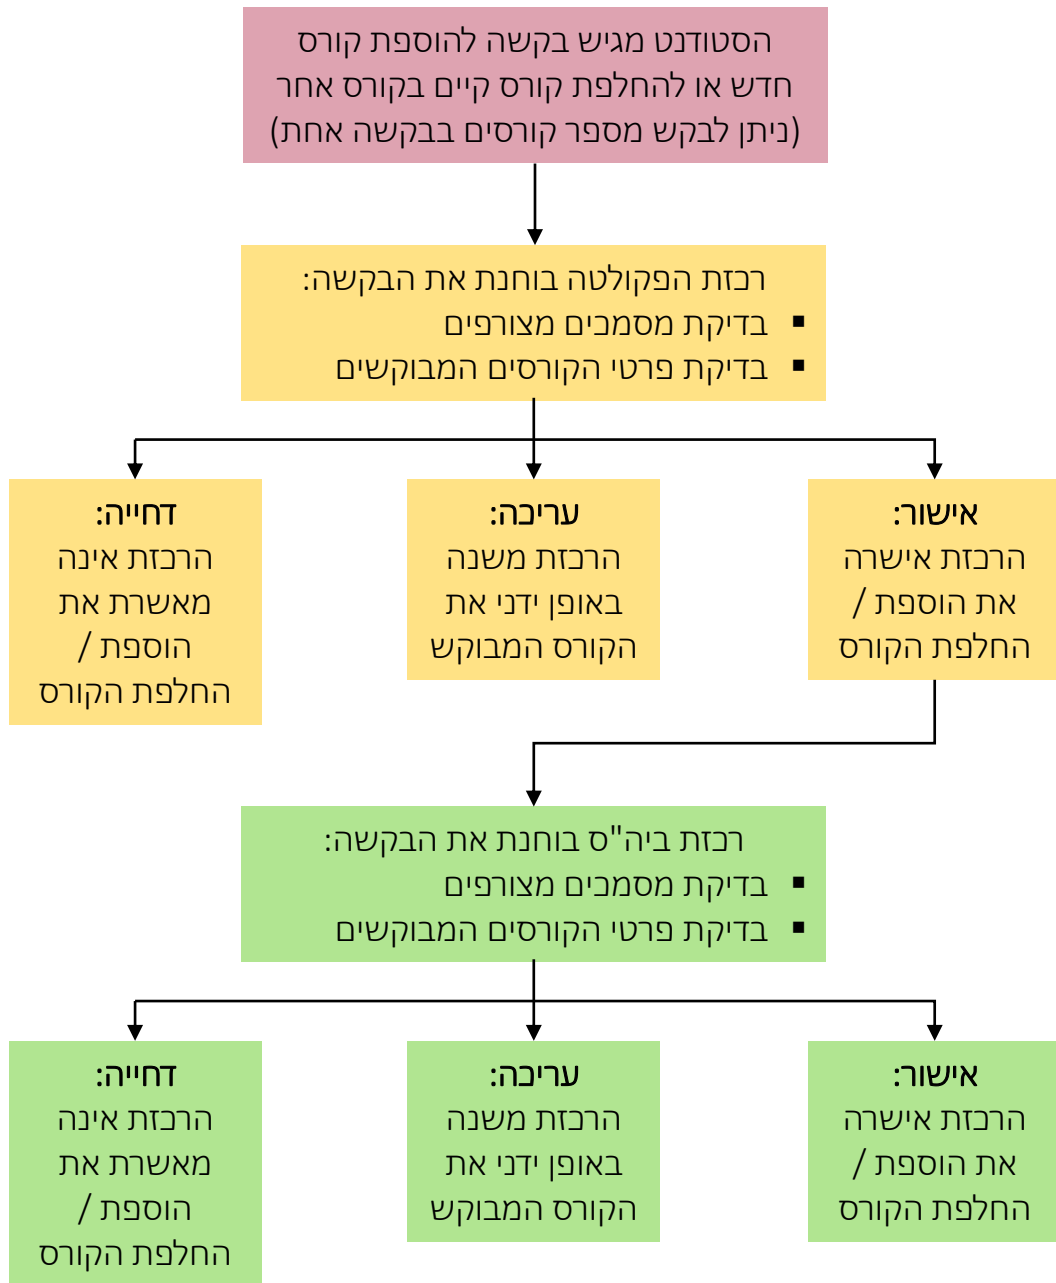 הסטודנט מגיש בקשה להוספת קורס
חדש או להחלפת קורס קיים בקורס אחר
(ניתן לבקש מספר קורסים בבקשה אחת)
רכזת הפקולטה בוחנת את הבקשה:
▪ בדיקת מסמכים מצורפים
▪ בדיקת פרטי הקורסים המבוקשים
אישור:
הרכזת אישרה
את הוספת /
החלפת הקורס
עריכה:
הרכזת משנה
באופן ידני את
הקורס המבוקש
דחייה:
הרכזת אינה
מאשרת את
הוספת /
החלפת הקורס
רכזת ביה"ס בוחנת את הבקשה:
▪ בדיקת מסמכים מצורפים
▪ בדיקת פרטי הקורסים המבוקשים
אישור:
הרכזת אישרה
את הוספת /
החלפת הקורס
עריכה:
הרכזת משנה
באופן ידני את
הקורס המבוקש
דחייה:
הרכזת אינה
מאשרת את
הוספת /
החלפת הקורס